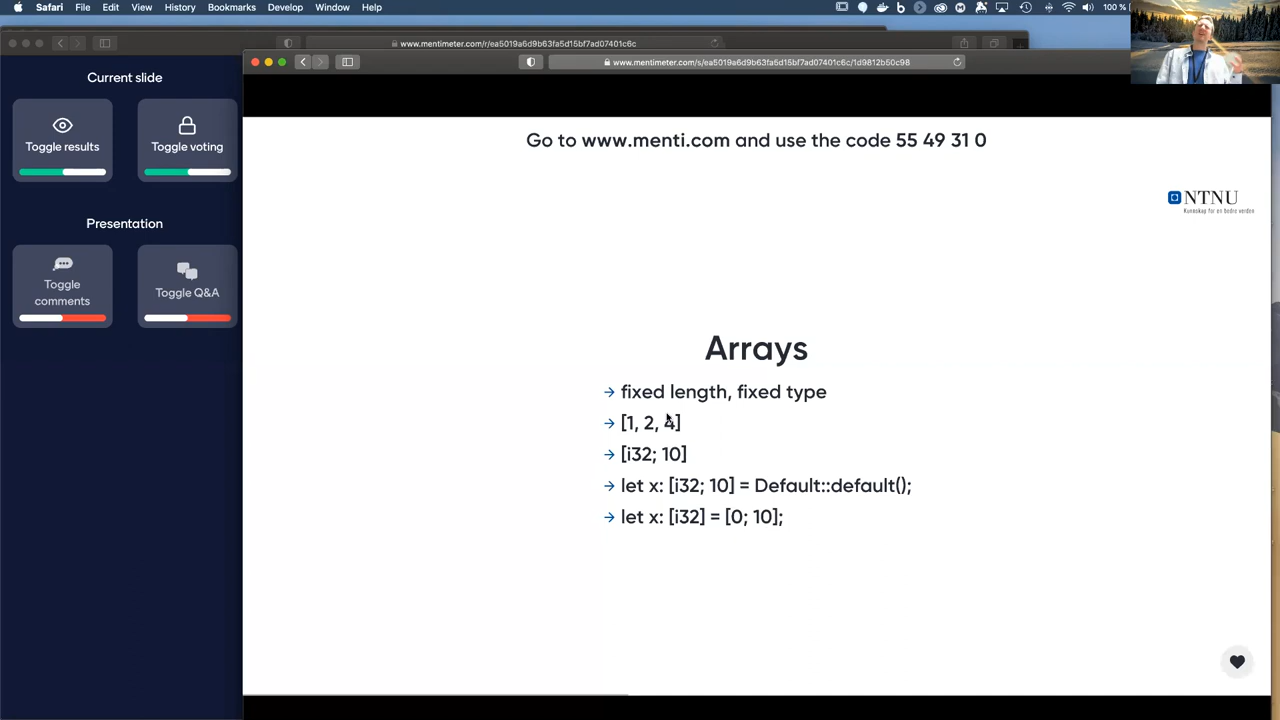 Safari File Edit View History Bookmarks Develop Window Help
100 %
www.mentimeter.com/r/ea5019a6d9b63fa5d15bf7ad07401c6c
www.mentimeter.com/s/ea5019a6d9b63fa5d15bf7ad07401c6c/1d9812b50c98
Current slide
Toggle results
Toggle voting
Presentation
Toggle comments
Toggle Q&A
Go to www.menti.com and use the code 55 49 31 0
NTNU
Kunnskap for en bedre verden
Arrays
→ fixed length, fixed type
→ [1, 2, 4]
→ [i32; 10]
→ let x: [i32; 10] = Default::default();
→ let x: [i32] = [0; 10];